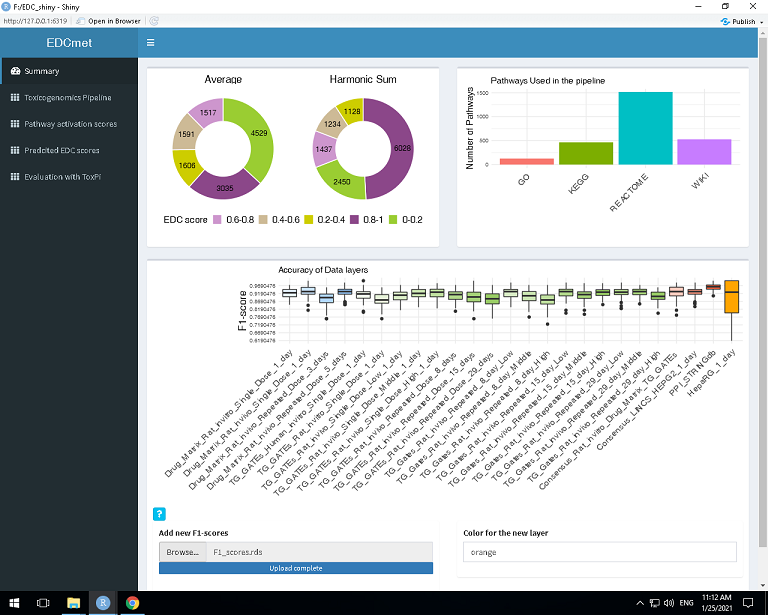 F:/EDC_shiny - Shiny
http://127.0.0.1:6319 Open in Browser Publish
EDCmet
Summary
Toxicogenomics Pipeline
Pathway activation scores
Predcited EDC scores
Evaluation with ToxPi
Average
Harmonic Sum
1517
4529
1591
1606
3035
1128
1234
1437
6028
2450
EDC score 0.6-0.8 0.4-0.6 0.2-0.4 0.8-1 0-0.2
Pathways Used in the pipeline
Number of Pathways
1500
1000
500
0
GO
KEGG
REACTOME
WIKI
Accuracy of Data layers
F1-score
0.9690476
0.9190476
0.8690476
0.8190476
0.7690476
0.7190476
0.6690476
0.6190476
Drug_Matrix_Rat_invitro_Single_Dose_1_day
Drug_Matrix_Rat_invivo_Single_Dose_1_day
Drug_Matrix_Rat_invivo_Repeated_Dose_3_days
Drug_Matrix_Rat_invivo_Repeated_Dose_5_days
TG_GATEs_Human_invitro_Single_Dose_1_day
TG_GATEs_Rat_invitro_Single_Dose_1_day
TG_GATEs_Rat_invivo_Single_Dose_Low_1_day
TG_GATEs_Rat_invivo_Single_Dose_Middle_1_day
TG_GATEs_Rat_invivo_Single_Dose_High_1_day
TG_GATEs_Rat_invivo_Repeated_Dose_8_days
TG_GATEs_Rat_invivo_Repeated_Dose_15_days
TG_GATEs_Rat_invivo_Repeated_Dose_29_days
TG_Gates_Rat_invivo_Repeated_8_day_Low
TG_Gates_Rat_invivo_Repeated_8_day_Middle
TG_Gates_Rat_invivo_Repeated_8_day_High
TG_Gates_Rat_invivo_Repeated_15_day_Low
TG_Gates_Rat_invivo_Repeated_15_day_Middle
TG_Gates_Rat_invivo_Repeated_15_day_High
TG_Gates_Rat_invivo_Repeated_29_day_Low
TG_Gates_Rat_invivo_Repeated_29_day_Middle
TG_Gates_Rat_invivo_Repeated_29_day_High
Consensus_Rat_invitro_Drug_Matrix_TG_GATEs
Consensus_LINCS_HEPG2_1_day
PPI_STRINGdb
HepaRG_1_day
?
Add new F1-scores
Browse... F1_scores.rds
Upload complete
Color for the new layer
orange
R
ENG
11:12 AM
1/25/2021